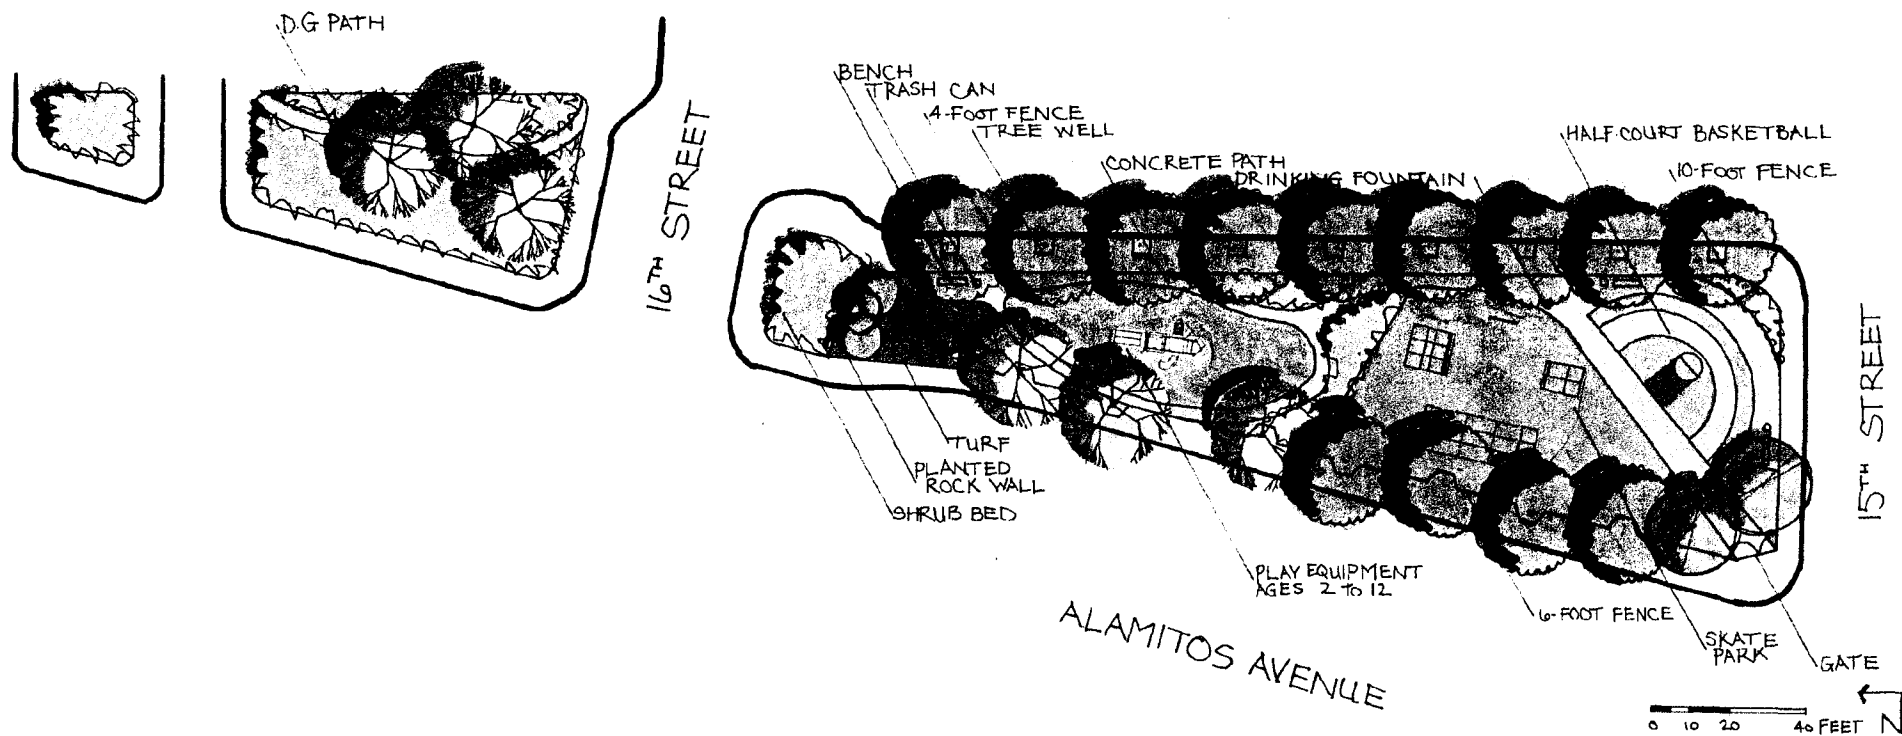 D.G PATH
BENCH
TRASH CAN
4-FOOT FENCE
TREE WELL
CONCRETE PATH
DRINKING FOUNTAIN
HALF-COURT BASKETBALL
10-FOOT FENCE
16TH STREET
15TH STREET
TURF
PLANTED
ROCK WALL
SHRUB BED
PLAY EQUIPMENT
AGES 2 TO 12
6-FOOT FENCE
SKATE
PARK
GATE
ALAMITOS AVENUE
0 10 20 40 FEET
N